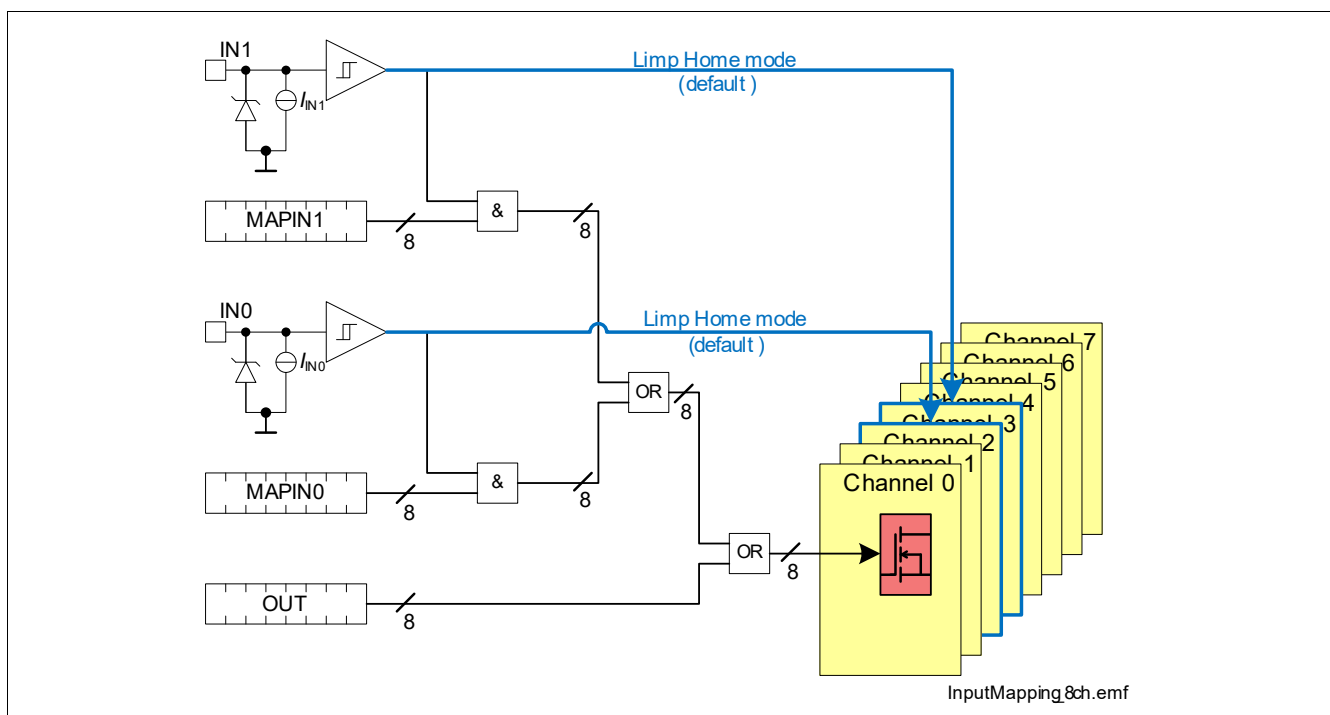 IN1
I_IN1
Limp Home mode
(default )
MAPIN1
8
&
8
IN0
I_IN0
Limp Home mode
(default )
Channel 7
Channel 6
Channel 5
Channel 4
Channel 3
Channel 2
Channel 1
Channel 0
OR
8
MAPIN0
8
&
8
OR
8
OUT
8
InputMapping_8ch.emf